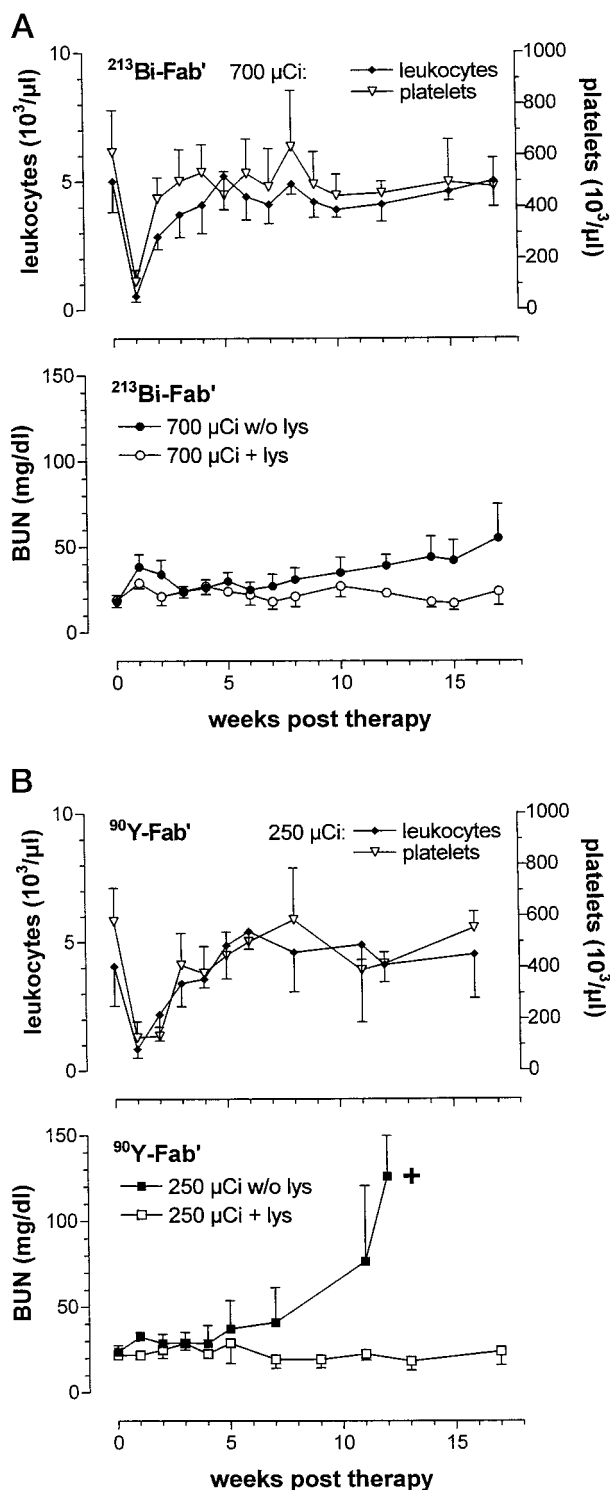 A
²¹³Bi-Fab' 700 µCi: leukocytes
platelets
leukocytes (10³/µl)
10
5
0
platelets (10³/µl)
1000
800
600
400
200
0
²¹³Bi-Fab'
700 µCi w/o lys
700 µCi + lys
BUN (mg/dl)
150
100
50
0
0 5 10 15
weeks post therapy
B
⁹⁰Y-Fab' 250 µCi: leukocytes
platelets
leukocytes (10³/µl)
10
5
0
platelets (10³/µl)
1000
800
600
400
200
0
⁹⁰Y-Fab'
250 µCi w/o lys
250 µCi + lys
BUN (mg/dl)
150
100
50
0
+
0 5 10 15
weeks post therapy